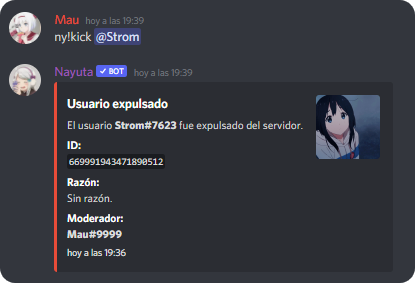 Mau hoy a las 19:39
ny!kick @Strom
Nayuta ✓ BOT hoy a las 19:39
Usuario expulsado
El usuario Strom#7623 fue expulsado del servidor.
ID:
669991943471890512
Razón:
Sin razón.
Moderador:
Mau#9999
hoy a las 19:36